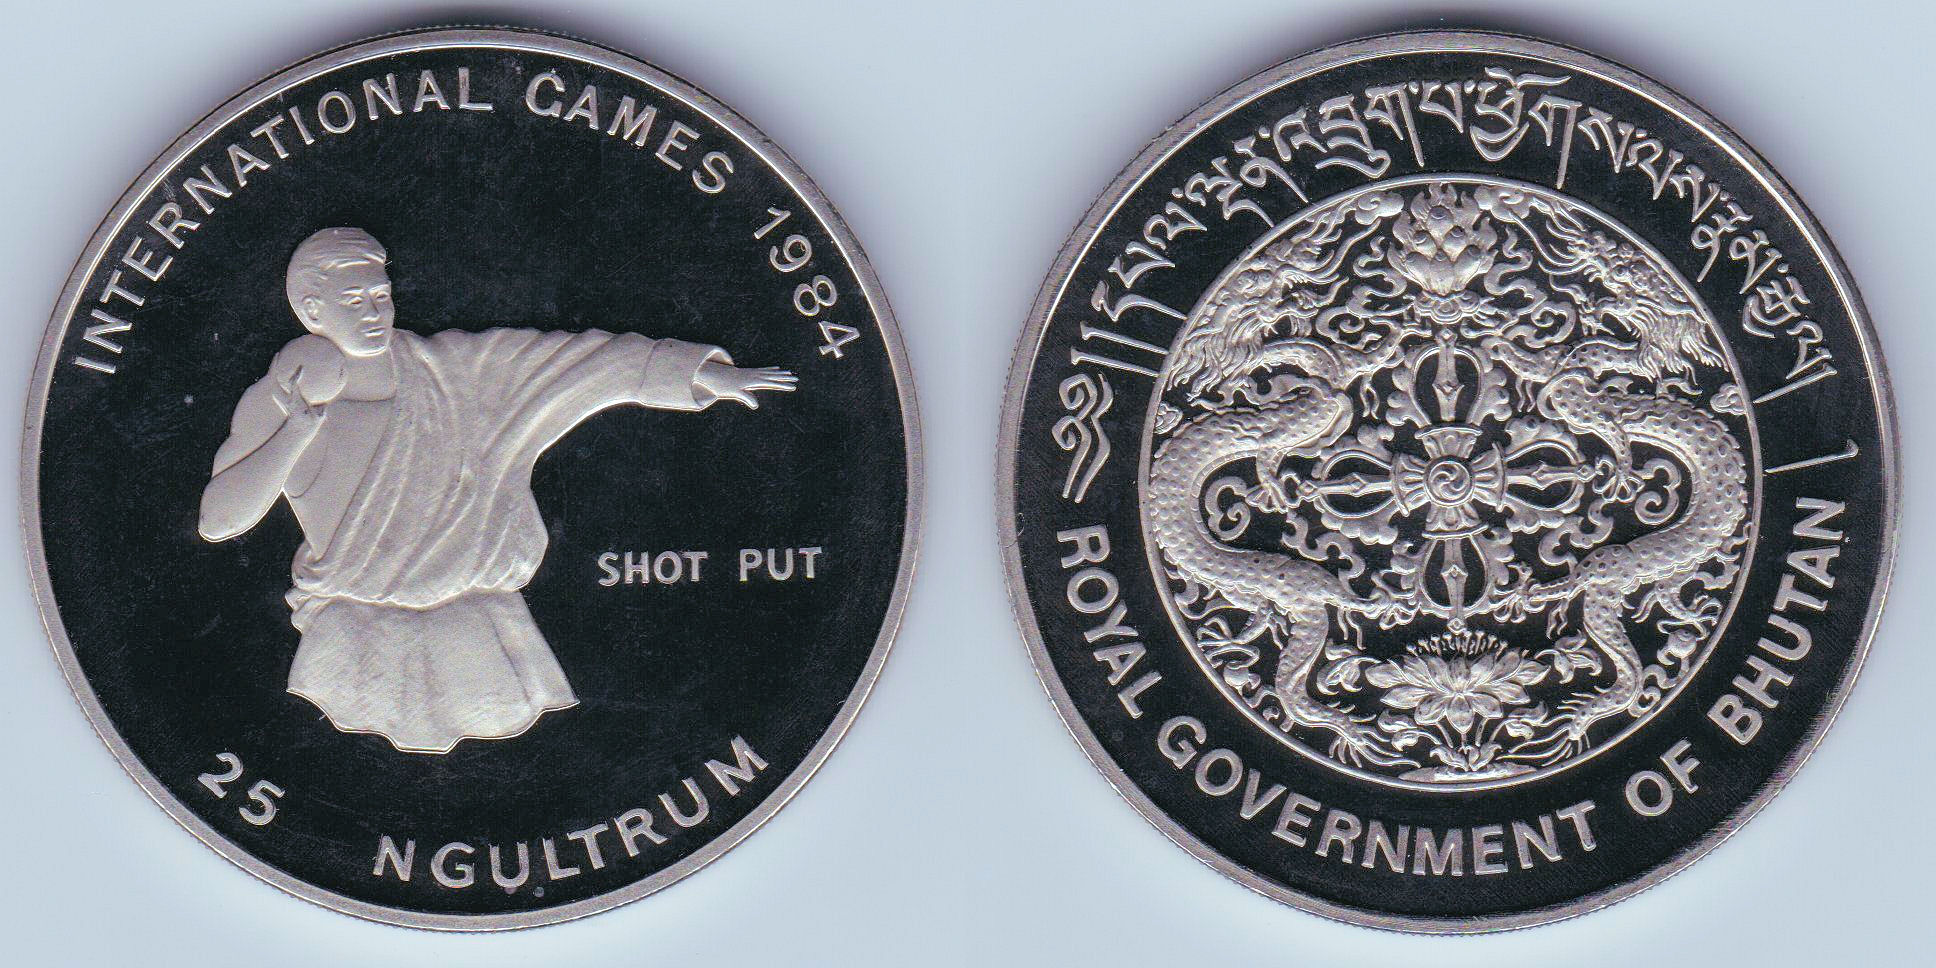 INTERNATIONAL GAMES 1984
SHOT PUT
25 NGULTRUM
༄།།དཔལ་ལྡན་འབྲུག་པ་ཕྱོགས་ལས་རྣམ་རྒྱལ། །
ROYAL GOVERNMENT OF BHUTAN